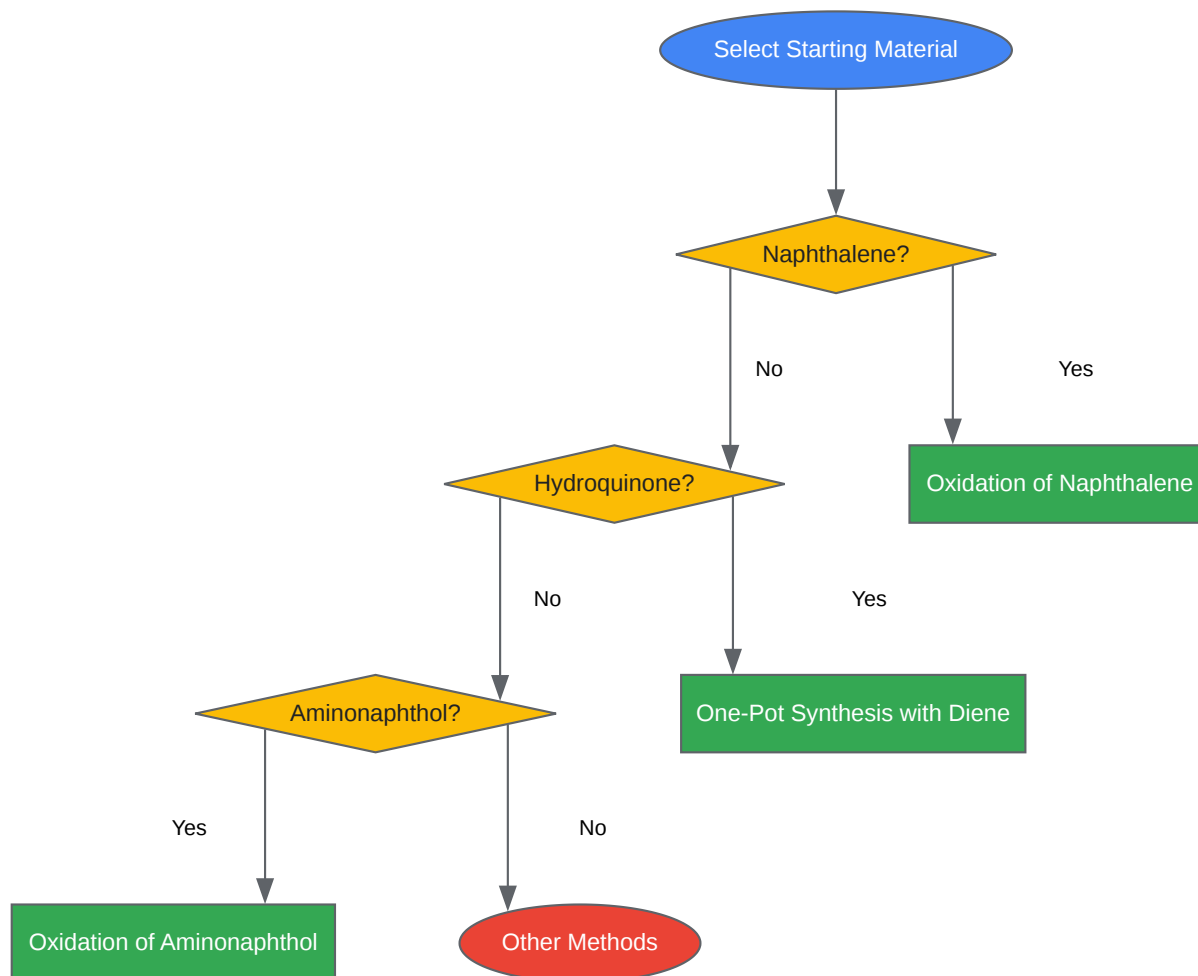 Select Starting Material
Naphthalene?
No
Yes
Hydroquinone?
Oxidation of Naphthalene
No
Yes
Aminonaphthol?
One-Pot Synthesis with Diene
Yes
No
Oxidation of Aminonaphthol
Other Methods